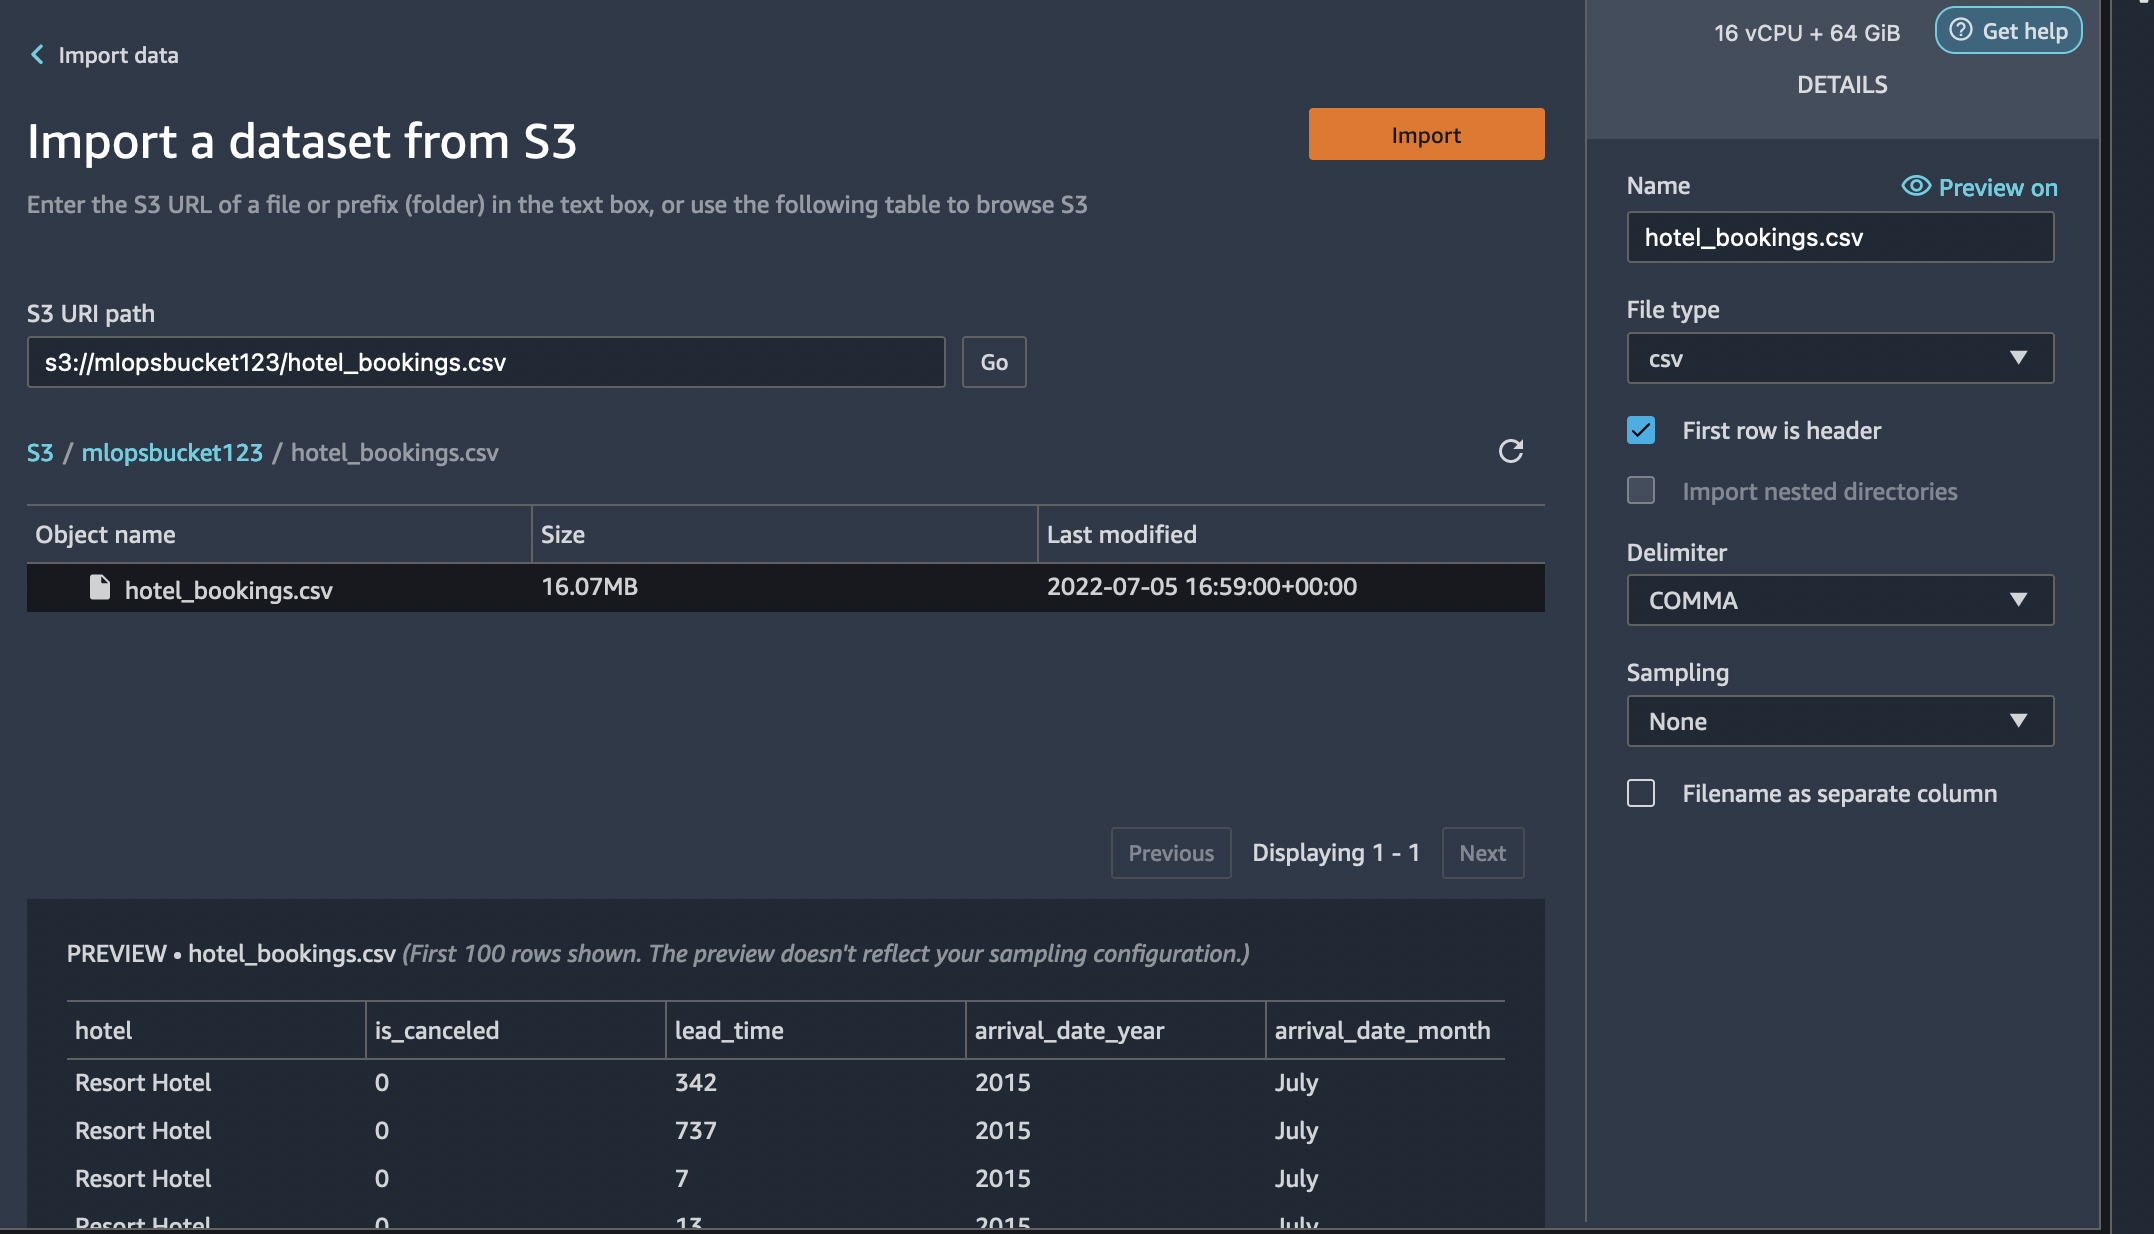 Import data
Import a dataset from S3
Import
Enter the S3 URL of a file or prefix (folder) in the text box, or use the following table to browse S3
S3 URI path
s3://mlopsbucket123/hotel_bookings.csv
Go
S3 / mlopsbucket123 / hotel_bookings.csv
Object name Size Last modified
hotel_bookings.csv 16.07MB 2022-07-05 16:59:00+00:00
Previous Displaying 1 - 1 Next
PREVIEW • hotel_bookings.csv (First 100 rows shown. The preview doesn't reflect your sampling configuration.)
hotel is_canceled lead_time arrival_date_year arrival_date_month
Resort Hotel 0 342 2015 July
Resort Hotel 0 737 2015 July
Resort Hotel 0 7 2015 July
Resort Hotel 0 13 2015 July
16 vCPU + 64 GiB
Get help
DETAILS
Name
Preview on
hotel_bookings.csv
File type
csv
First row is header
Import nested directories
Delimiter
COMMA
Sampling
None
Filename as separate column